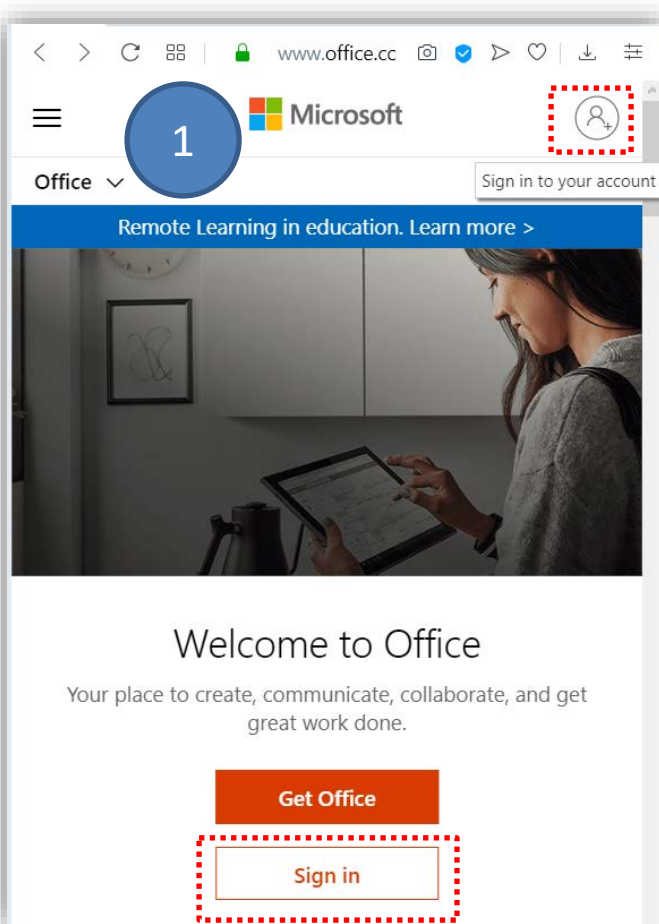 www.office.cc
1
Microsoft
Office
Sign in to your account
Remote Learning in education. Learn more >
Welcome to Office
Your place to create, communicate, collaborate, and get
great work done.
Get Office
Sign in